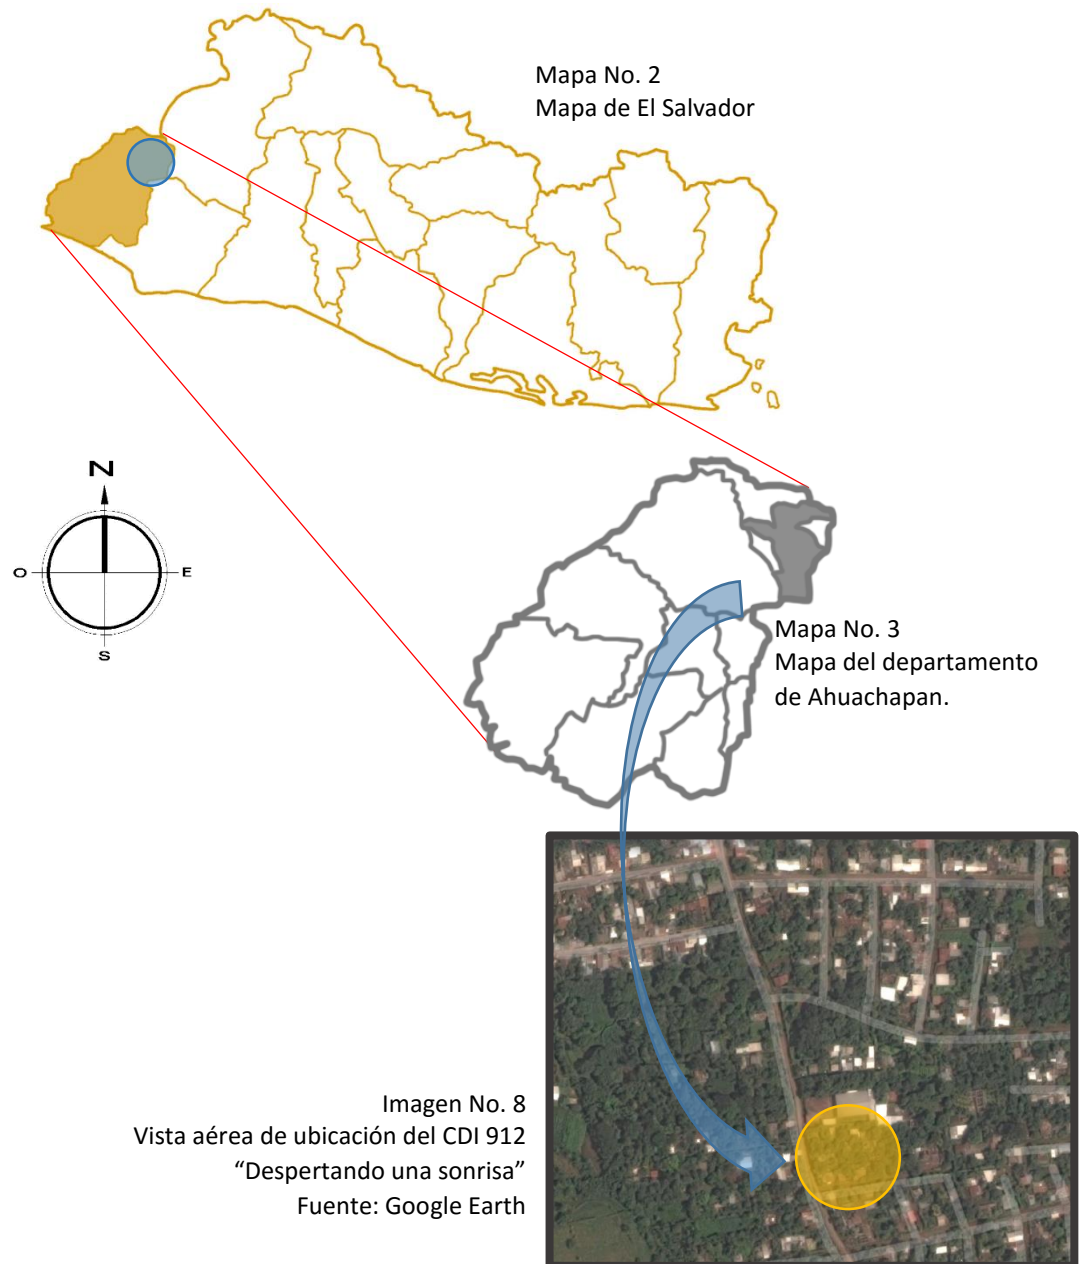 Mapa No. 2
Mapa de El Salvador
N
O
E
S
Mapa No. 3
Mapa del departamento
de Ahuachapan.
Imagen No. 8
Vista aérea de ubicación del CDI 912
“Despertando una sonrisa”
Fuente: Google Earth